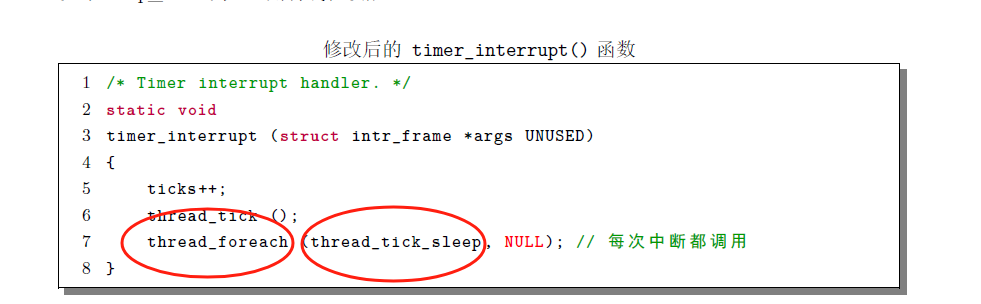 修改后的 timer_interrupt() 函数
1 /* Timer interrupt handler. */
2 static void
3 timer_interrupt (struct intr_frame *args UNUSED)
4 {
5 ticks++;
6 thread_tick ();
7 thread_foreach (thread_tick_sleep, NULL); // 每次中断都调用
8 }